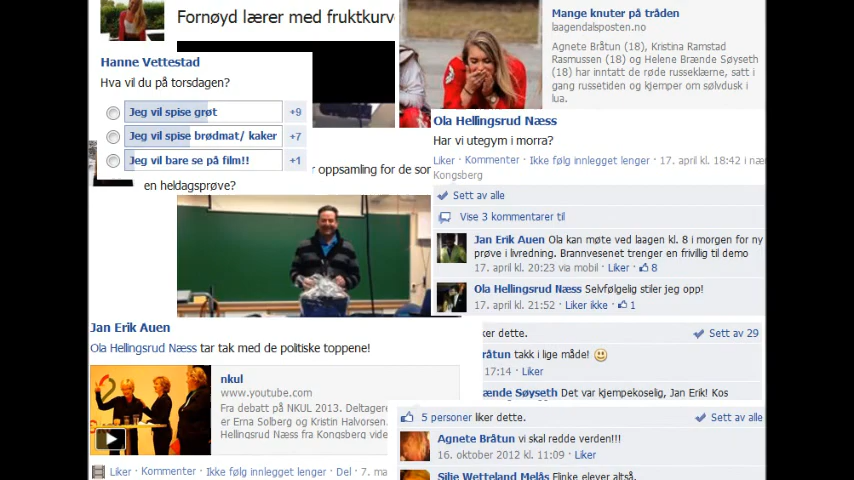 Fornøyd lærer med fruktkurv
Mange knuter på tråden
laagendalsposten.no
Agnete Bråtun (18), Kristina Ramstad
Rasmussen (18) og Helene Brænde Søyseth
(18) har inntatt de røde russeklærne, satt i
gang russetiden og kjemper om sølvdusk i
lua.
Hanne Vettestad
Hva vil du på torsdagen?
Jeg vil spise grøt +9
Jeg vil spise brødmat/ kaker +7
Jeg vil bare se på film!! +1
r oppsamling for de som
en heldagsprøve?
Ola Hellingsrud Næss
Har vi utegym i morra?
Liker · Kommenter · Ikke følg innlegget lenger · 17. april kl. 18:42 i nær
Kongsberg
Sett av alle
Vise 3 kommentarer til
Jan Erik Auen Ola kan møte ved laagen kl. 8 i morgen for ny
prøve i livredning. Brannvesenet trenger en frivillig til demo
17. april kl. 20:23 via mobil · Liker · 8
Ola Hellingsrud Næss Selvfølgelig stiler jeg opp!
17. april kl. 21:52 · Liker ikke · 1
Jan Erik Auen
Ola Hellingsrud Næss tar tak med de politiske toppene!
nkul
www.youtube.com
Fra debatt på NKUL 2013. Deltagere
er Erna Solberg og Kristin Halvorsen.
Hellingsrud Næss fra Kongsberg vide
Liker · Kommenter · Ikke følg innlegget lenger · Del · 7. ma
ker dette. Sett av 29
Bråtun takk i lige måde!
17:14 · Liker
ænde Søyseth Det var kjempekoselig, Jan Erik! Kos
5 personer liker dette. Sett av alle
Agnete Bråtun vi skal redde verden!!!
16. oktober 2012 kl. 11:09 · Liker
Silje Wetteland Melås Flinke elever altså.